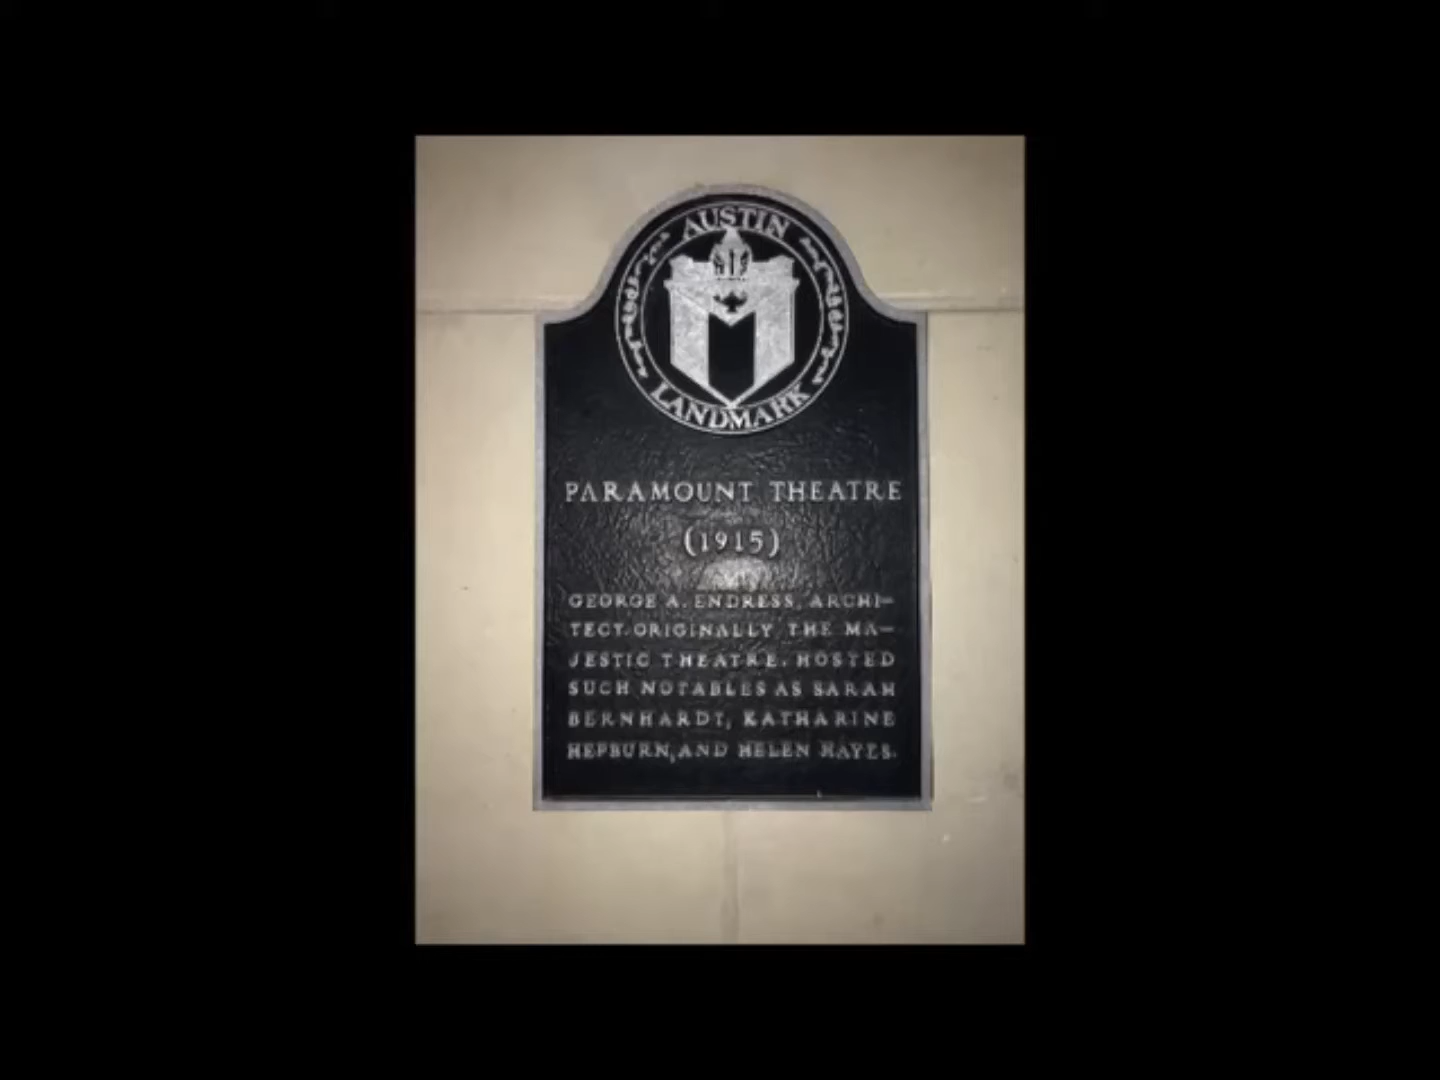 AUSTIN
LANDMARK
PARAMOUNT THEATRE
(1915)
GEORGE A. ENDRESS, ARCHI-
TECT. ORIGINALLY THE MA-
JESTIC THEATRE. HOSTED
SUCH NOTABLES AS SARAH
BERNHARDT, KATHARINE
HEPBURN, AND HELEN HAYES.